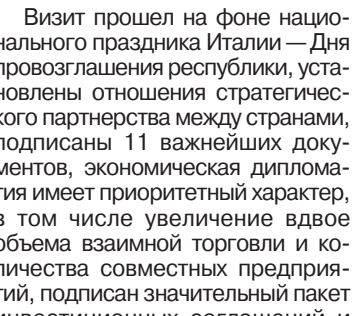 Визит прошел на фоне нацио-
нального праздника Италии — Дня
провозглашения республики, уста-
новлены отношения стратегичес-
кого партнерства между странами,
подписаны 11 важнейших доку-
ментов, экономическая диплома-
тия имеет приоритетный характер,
в том числе увеличение вдвое
объема взаимной торговли и ко-
личества совместных предприя-
тий, подписан значительный пакет
инвестиционных соглашений и